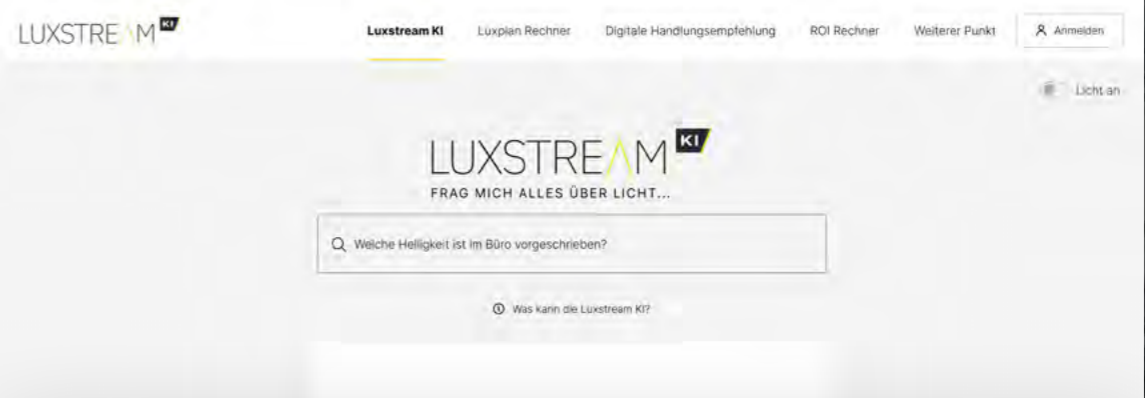 LUXSTREAM KI
Luxstream KI Luxplan Rechner Digitale Handlungsempfehlung ROI Rechner Weiterer Punkt Anmelden
Licht an
LUXSTREAM KI
FRAG MICH ALLES ÜBER LICHT...
Welche Helligkeit ist im Büro vorgeschrieben?
Was kann die Luxstream KI?